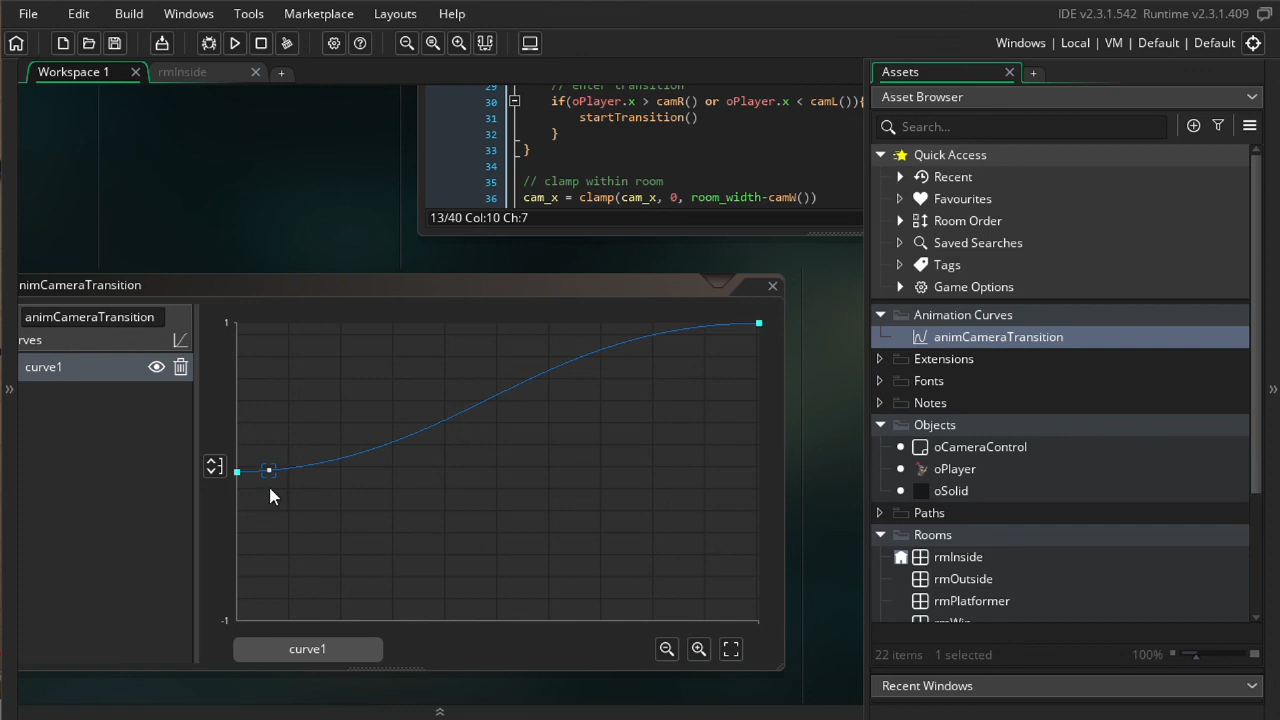 File Edit Build Windows Tools Marketplace Layouts Help IDE v2.3.1.542 Runtime v2.3.1.409
Windows | Local | VM | Default | Default
Workspace 1 rmInside
Assets
Asset Browser
Search...
Quick Access
Recent
Favourites
Room Order
Saved Searches
Tags
Game Options
Animation Curves
animCameraTransition
Extensions
Fonts
Notes
Objects
oCameraControl
oPlayer
oSolid
Paths
Rooms
rmInside
rmOutside
rmPlatformer
22 items 1 selected 100%
Recent Windows
29 // enter transition
30 if(oPlayer.x > camR() or oPlayer.x < camL()){
31 startTransition()
32 }
33 }
34
35 // clamp within room
36 cam_x = clamp(cam_x, 0, room_width-camW())
13/40 Col:10 Ch:7
nimCameraTransition
animCameraTransition
rves
curve1
1
-1
curve1